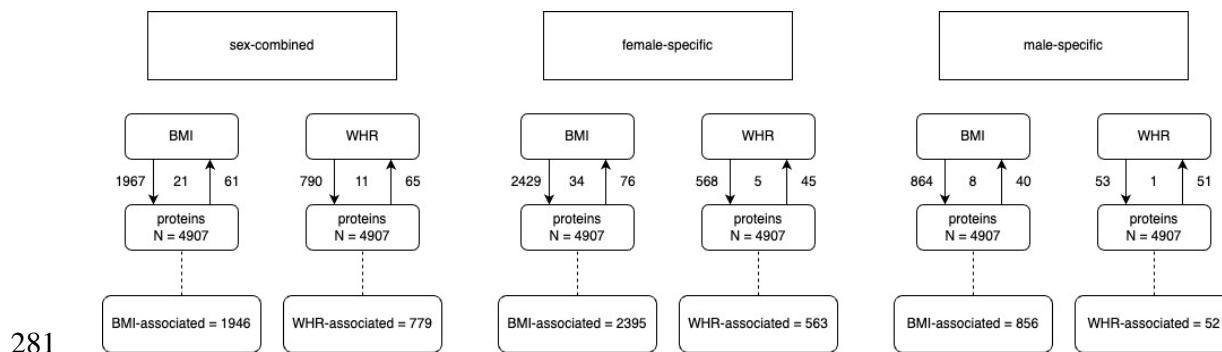 sex-combined
female-specific
male-specific
BMI
WHR
BMI
WHR
BMI
WHR
1967 21 61
790 11 65
2429 34 76
568 5 45
864 8 40
53 1 51
proteins
N = 4907
proteins
N = 4907
proteins
N = 4907
proteins
N = 4907
proteins
N = 4907
proteins
N = 4907
BMI-associated = 1946
WHR-associated = 779
BMI-associated = 2395
WHR-associated = 563
BMI-associated = 856
WHR-associated = 52
281